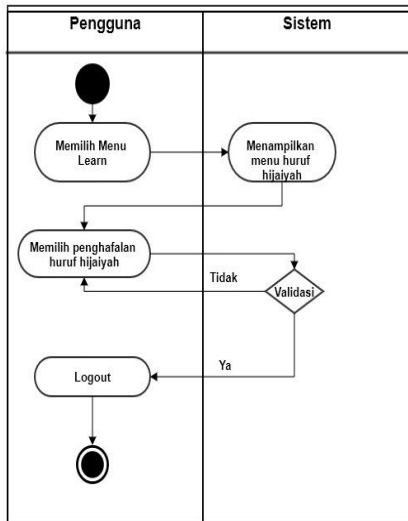 Pengguna
Sistem
Memilih Menu
Learn
Menampilkan
menu huruf
hijaiyah
Memilih penghafalan
huruf hijaiyah
Tidak
Validasi
Ya
Logout